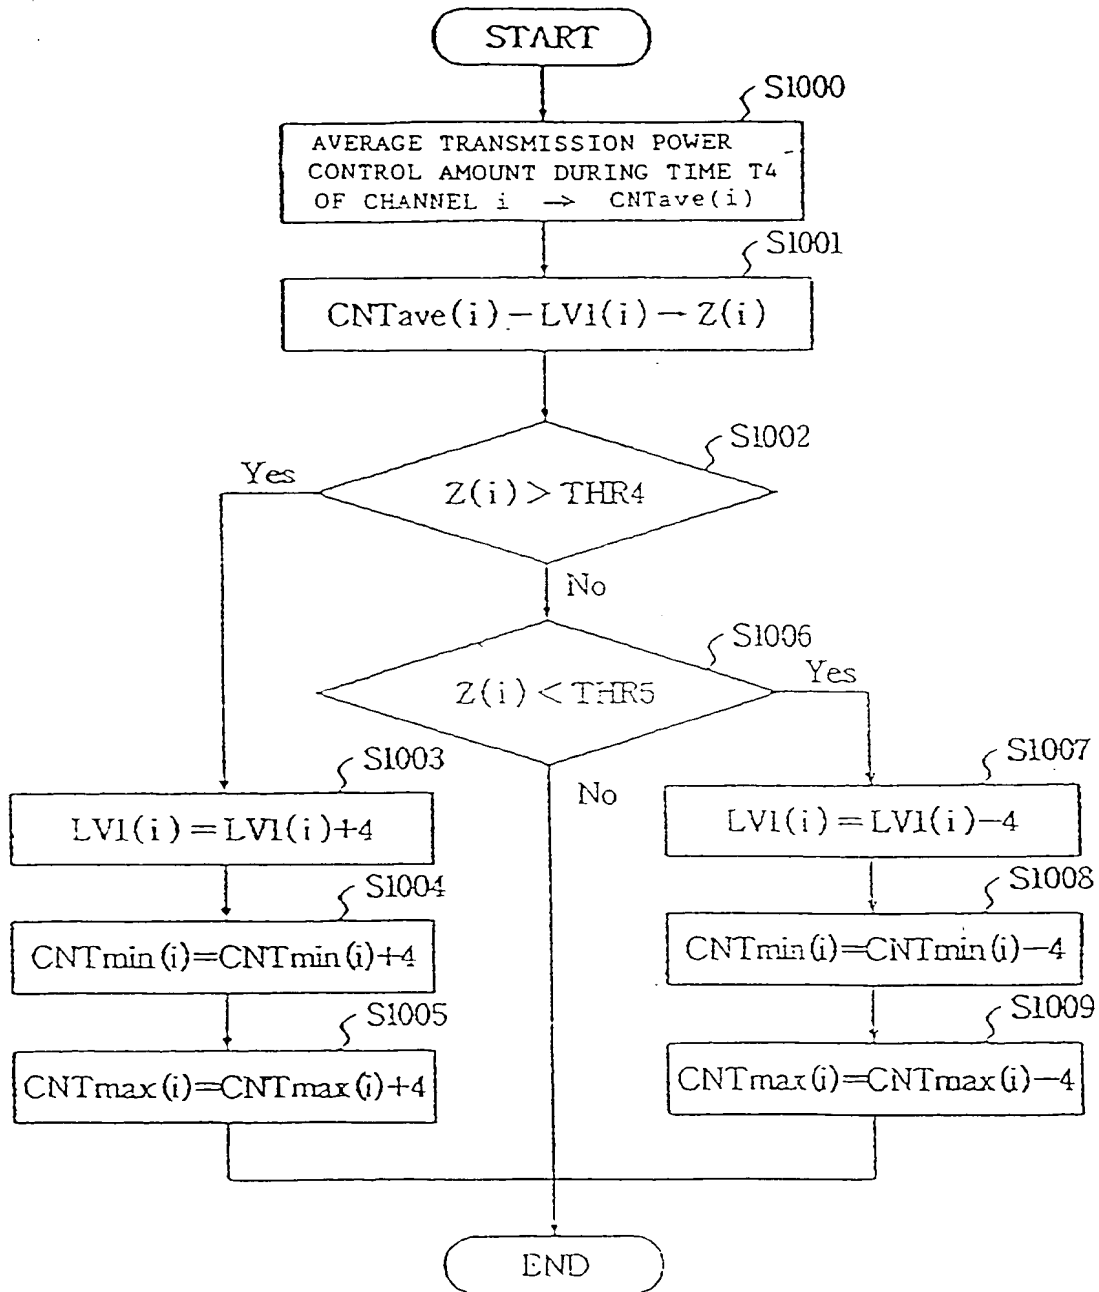 START
S1000
AVERAGE TRANSMISSION POWER
CONTROL AMOUNT DURING TIME T4
OF CHANNEL i → CNTave(i)
S1001
CNTave(i)−LV1(i)→Z(i)
S1002
Yes
Z(i)>THR4
No
S1006
Yes
Z(i)<THR5
No
S1003
LV1(i)=LV1(i)+4
S1004
CNTmin(i)=CNTmin(i)+4
S1005
CNTmax(i)=CNTmax(i)+4
S1007
LV1(i)=LV1(i)−4
S1008
CNTmin(i)=CNTmin(i)−4
S1009
CNTmax(i)=CNTmax(i)−4
END